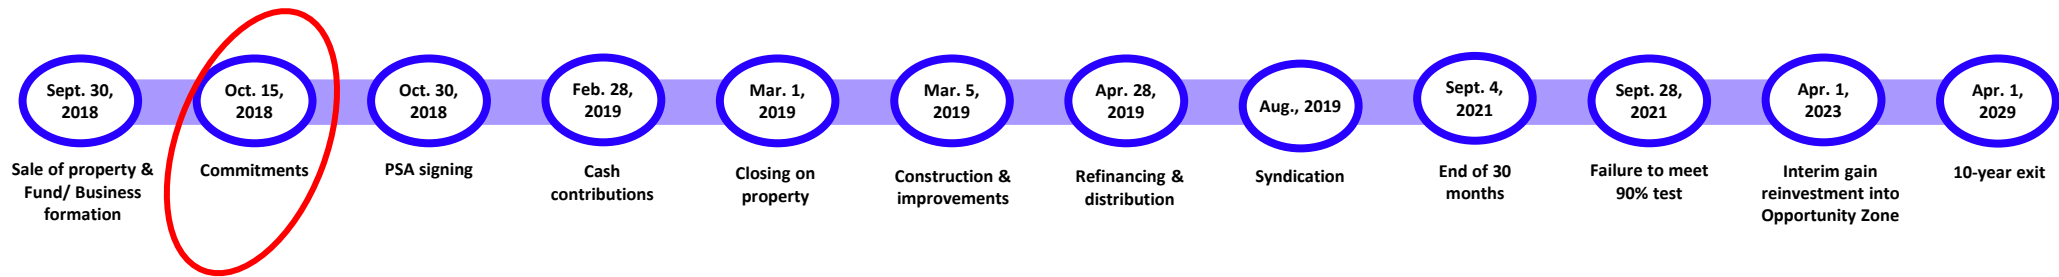 Sept. 30,
2018
Sale of property &
Fund/ Business
formation
Oct. 15,
2018
Commitments
Oct. 30,
2018
PSA signing
Feb. 28,
2019
Cash
contributions
Mar. 1,
2019
Closing on
property
Mar. 5,
2019
Construction &
improvements
Apr. 28,
2019
Refinancing &
distribution
Aug., 2019
Syndication
Sept. 4,
2021
End of 30
months
Sept. 28,
2021
Failure to meet
90% test
Apr. 1,
2023
Interim gain
reinvestment into
Opportunity Zone
Apr. 1,
2029
10-year exit